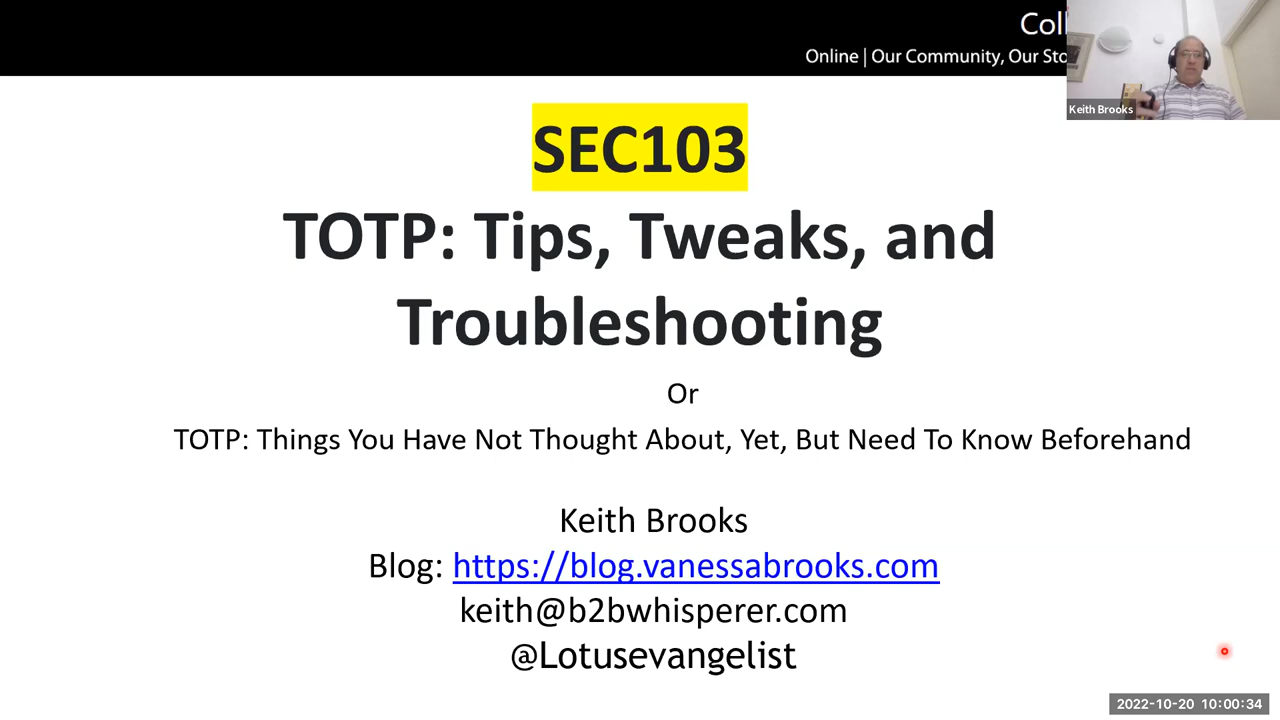 Coll
Online | Our Community, Our Sto
Keith Brooks
SEC103
TOTP: Tips, Tweaks, and
Troubleshooting
Or
TOTP: Things You Have Not Thought About, Yet, But Need To Know Beforehand
Keith Brooks
Blog: https://blog.vanessabrooks.com
keith@b2bwhisperer.com
@Lotusevangelist
2022-10-20 10:00:34